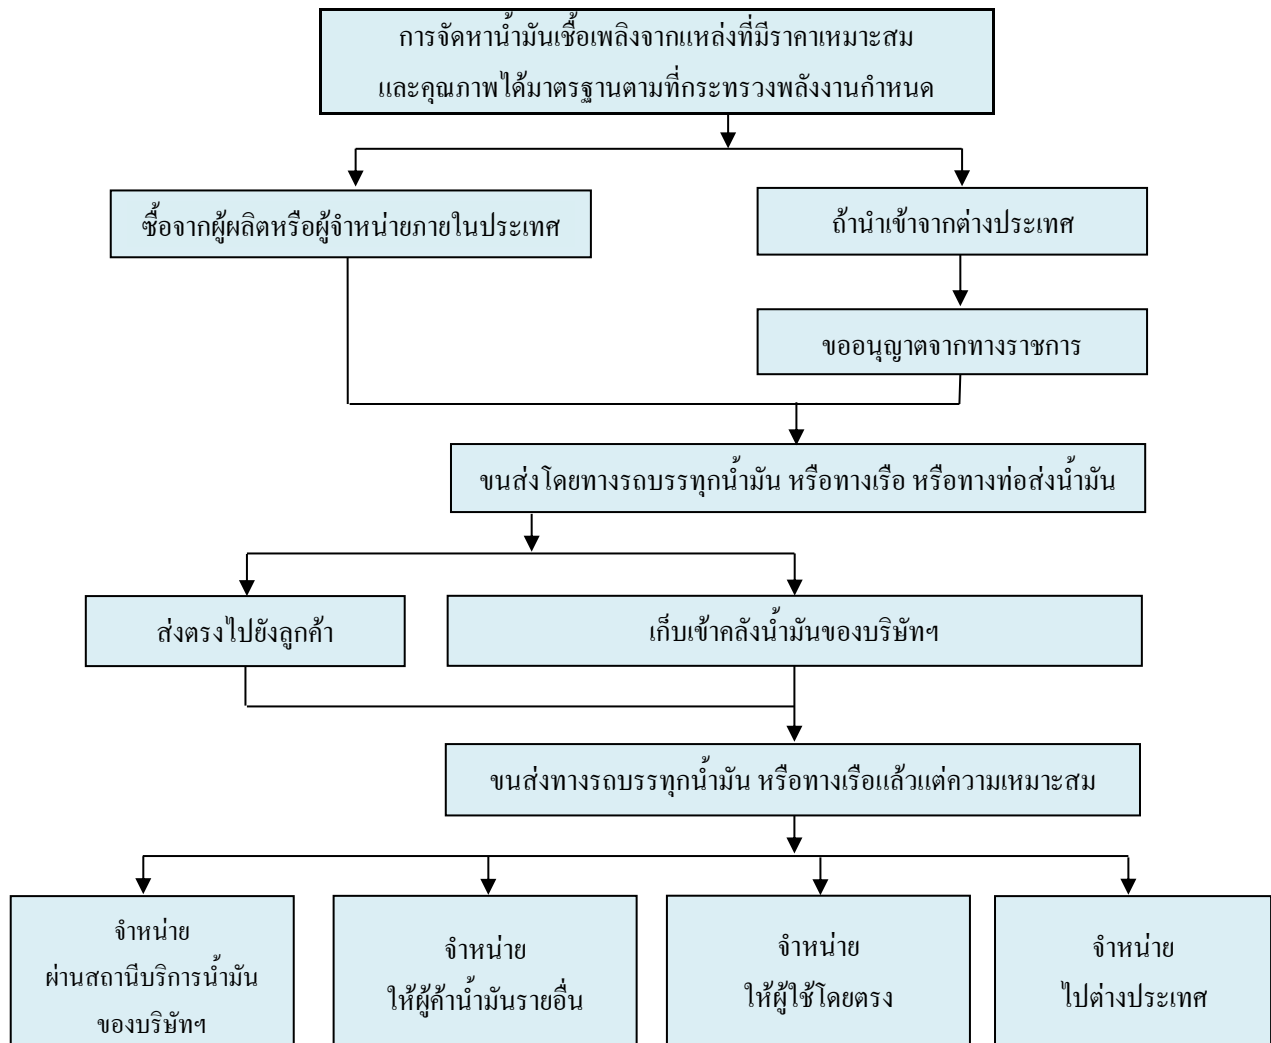 การจัดหาน้ำมันเชื้อเพลิงจากแหล่งที่มีราคาเหมาะสม
และคุณภาพได้มาตรฐานตามที่กระทรวงพลังงานกำหนด
ซื้อจากผู้ผลิตหรือผู้จำหน่ายภายในประเทศ
ถ้านำเข้าจากต่างประเทศ
ขออนุญาตจากทางราชการ
ขนส่งโดยทางรถบรรทุกน้ำมัน หรือทางเรือ หรือทางท่อส่งน้ำมัน
ส่งตรงไปยังลูกค้า
เก็บเข้าคลังน้ำมันของบริษัทฯ
ขนส่งทางรถบรรทุกน้ำมัน หรือทางเรือแล้วแต่ความเหมาะสม
จำหน่าย
ผ่านสถานีบริการน้ำมัน
ของบริษัทฯ
จำหน่าย
ให้ผู้ค้าน้ำมันรายอื่น
จำหน่าย
ให้ผู้ใช้โดยตรง
จำหน่าย
ไปต่างประเทศ